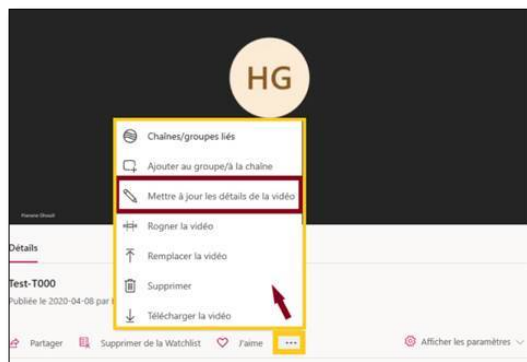 HG
Chaînes/groupes liés
Ajouter au groupe/à la chaîne
Mettre à jour les détails de la vidéo
Rogner la vidéo
Remplacer la vidéo
Supprimer
Télécharger la vidéo
Détails
Test-T000
Publiée le 2020-04-08 par
Partager Supprimer de la Watchlist J'aime ... Afficher les paramètres